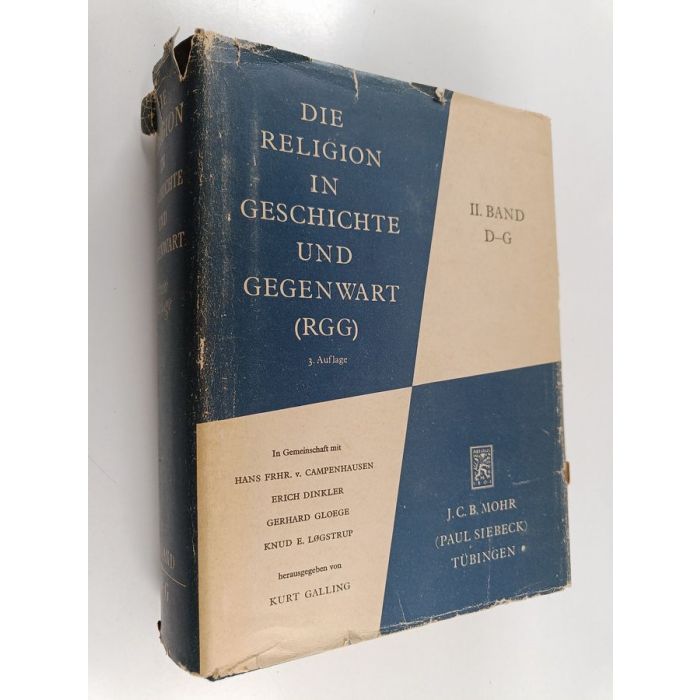 DIE
RELIGION
IN
GESCHICHTE
UND
GEGENWART
(RGG)
3. Auflage
II. BAND
D–G
In Gemeinschaft mit
HANS FRHR. v. CAMPENHAUSEN
ERICH DINKLER
GERHARD GLOEGE
KNUD E. LØGSTRUP
herausgegeben von
KURT GALLING
J. C. B. MOHR
(PAUL SIEBECK)
TÜBINGEN